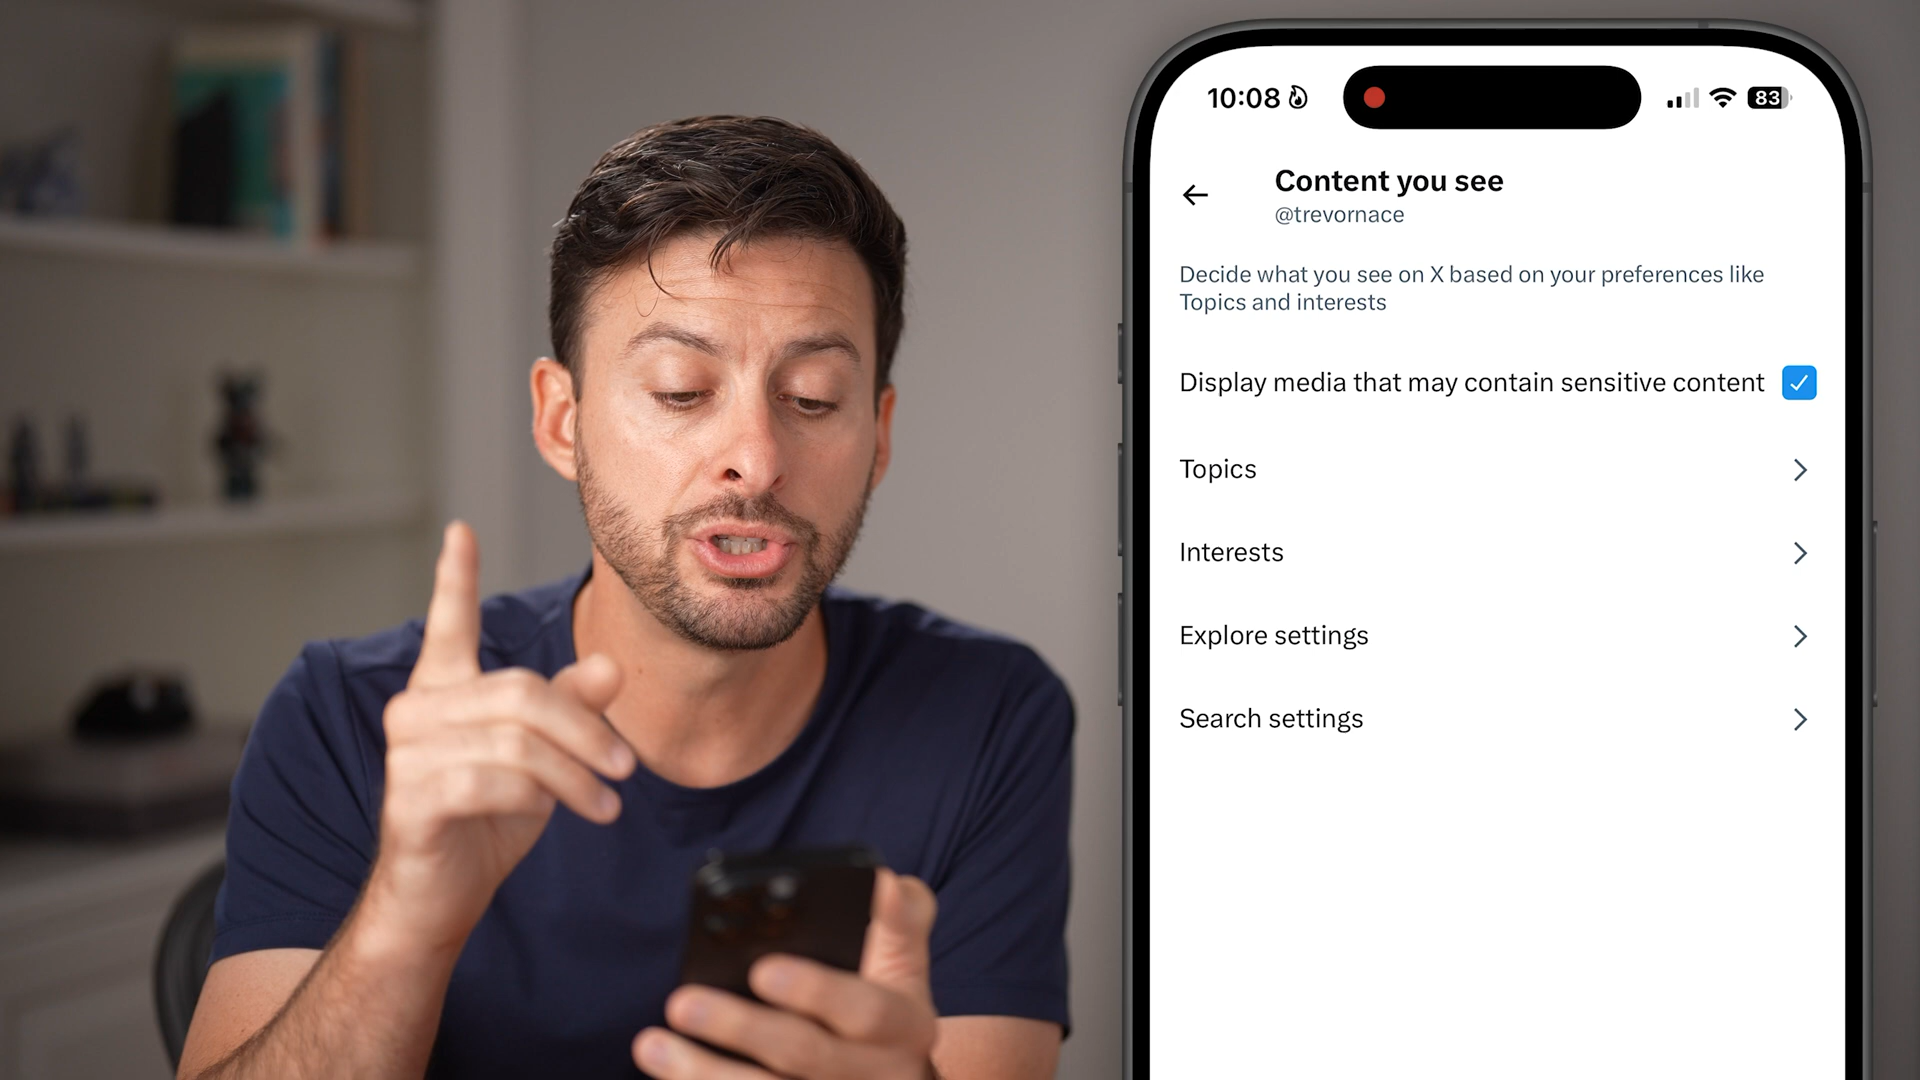 10:08
83
Content you see
@trevornace
Decide what you see on X based on your preferences like
Topics and interests
Display media that may contain sensitive content
Topics
Interests
Explore settings
Search settings